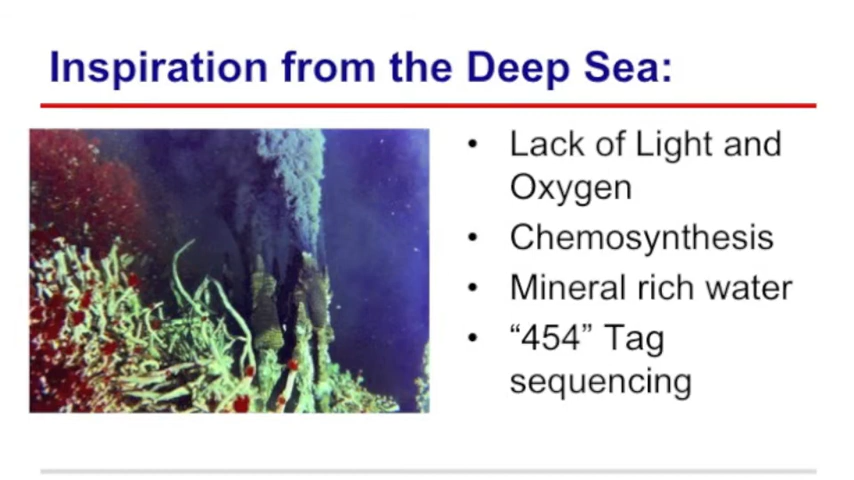 Inspiration from the Deep Sea:
• Lack of Light and
Oxygen
• Chemosynthesis
• Mineral rich water
• “454” Tag
sequencing